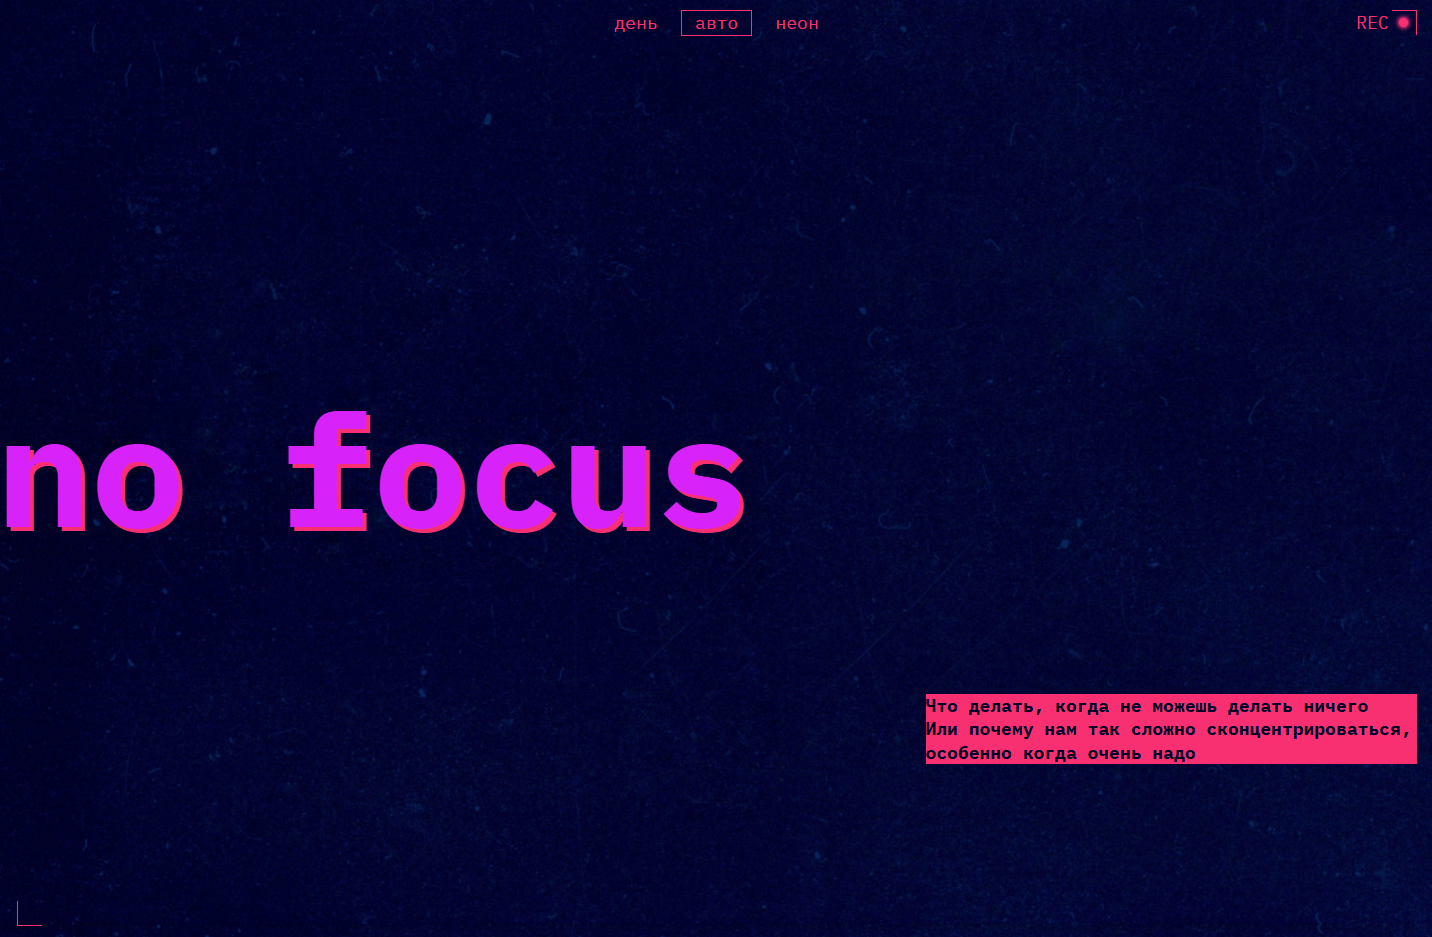 день авто неон
REC
no focus
Что делать, когда не можешь делать ничего
Или почему нам так сложно сконцентрироваться,
особенно когда очень надо